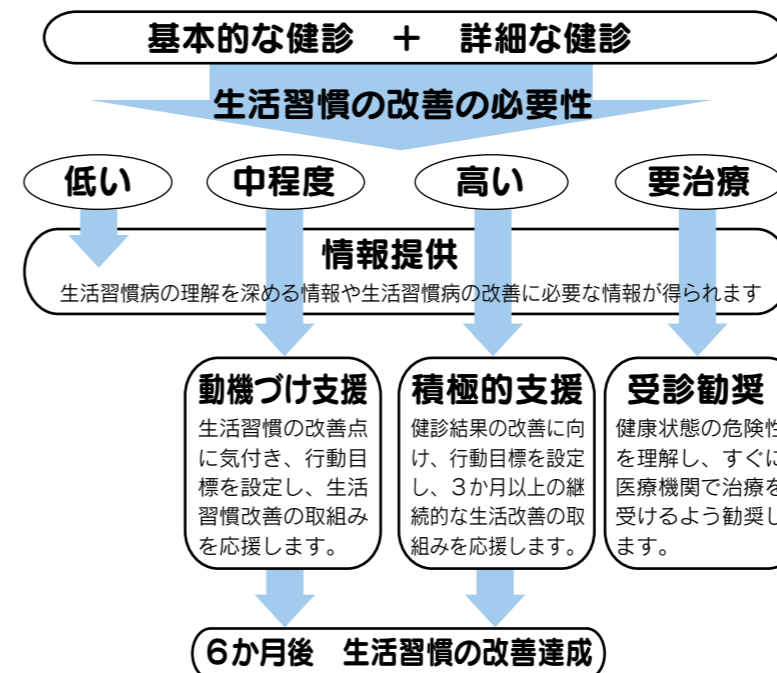 基本的な健診　＋　詳細な健診
生活習慣の改善の必要性
低い
中程度
高い
要治療
情報提供
生活習慣病の理解を深める情報や生活習慣病の改善に必要な情報が得られます
動機づけ支援
生活習慣の改善点
に気付き、行動目
標を設定し、生活
習慣改善の取組み
を応援します。
積極的支援
健診結果の改善に向
け、行動目標を設定
し、３か月以上の継
続的な生活改善の取
組みを応援します。
受診勧奨
健康状態の危険性
を理解し、すぐに
医療機関で治療を
受けるよう勧奨し
ます。
６か月後　生活習慣の改善達成